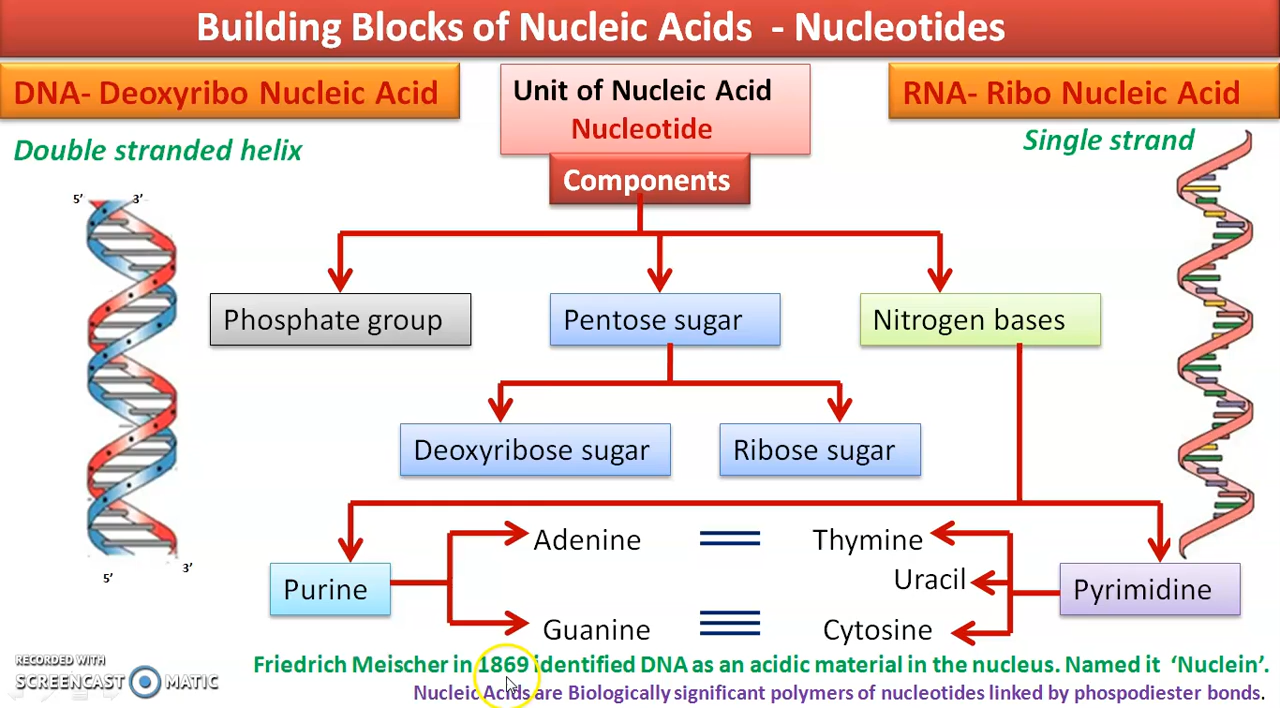 Building Blocks of Nucleic Acids - Nucleotides
DNA- Deoxyribo Nucleic Acid
Unit of Nucleic Acid
Nucleotide
RNA- Ribo Nucleic Acid
Double stranded helix
Single strand
Components
5’ 3’
Phosphate group
Pentose sugar
Nitrogen bases
Deoxyribose sugar
Ribose sugar
Adenine
Thymine
Uracil
5’ 3’
Purine
Pyrimidine
Guanine
Cytosine
Friedrich Meischer in 1869 identified DNA as an acidic material in the nucleus. Named it ‘Nuclein’.
Nucleic Acids are Biologically significant polymers of nucleotides linked by phospodiester bonds.
RECORDED WITH
SCREENCAST MATIC